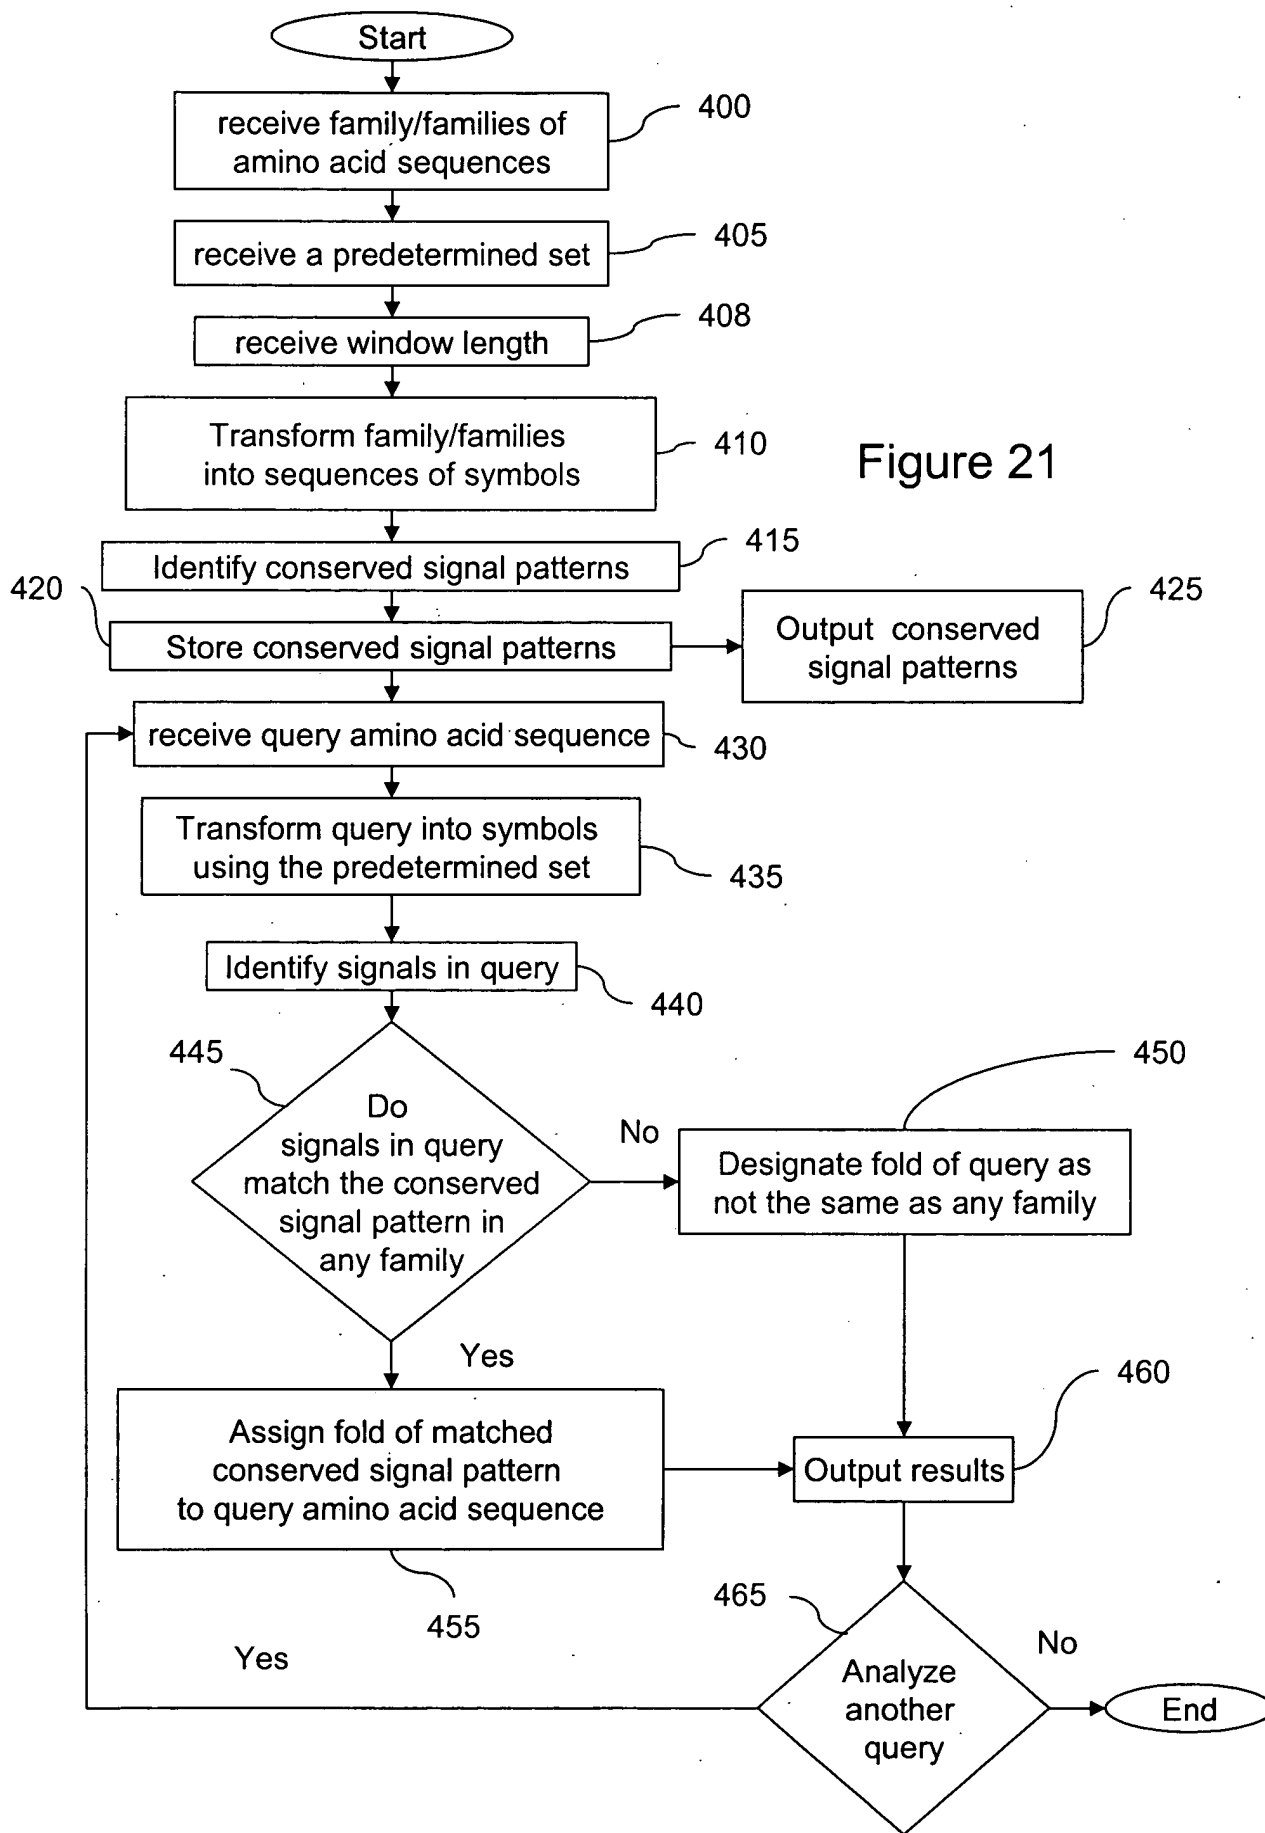 Start
receive family/families of
amino acid sequences
400
receive a predetermined set
405
receive window length
408
Transform family/families
into sequences of symbols
410
Figure 21
Identify conserved signal patterns
415
420
Store conserved signal patterns
Output conserved
signal patterns
425
receive query amino acid sequence
430
Transform query into symbols
using the predetermined set
435
Identify signals in query
440
445
Do
signals in query
match the conserved
signal pattern in
any family
No
450
Designate fold of query as
not the same as any family
Yes
Assign fold of matched
conserved signal pattern
to query amino acid sequence
455
460
Output results
465
Analyze
another
query
Yes
No
End